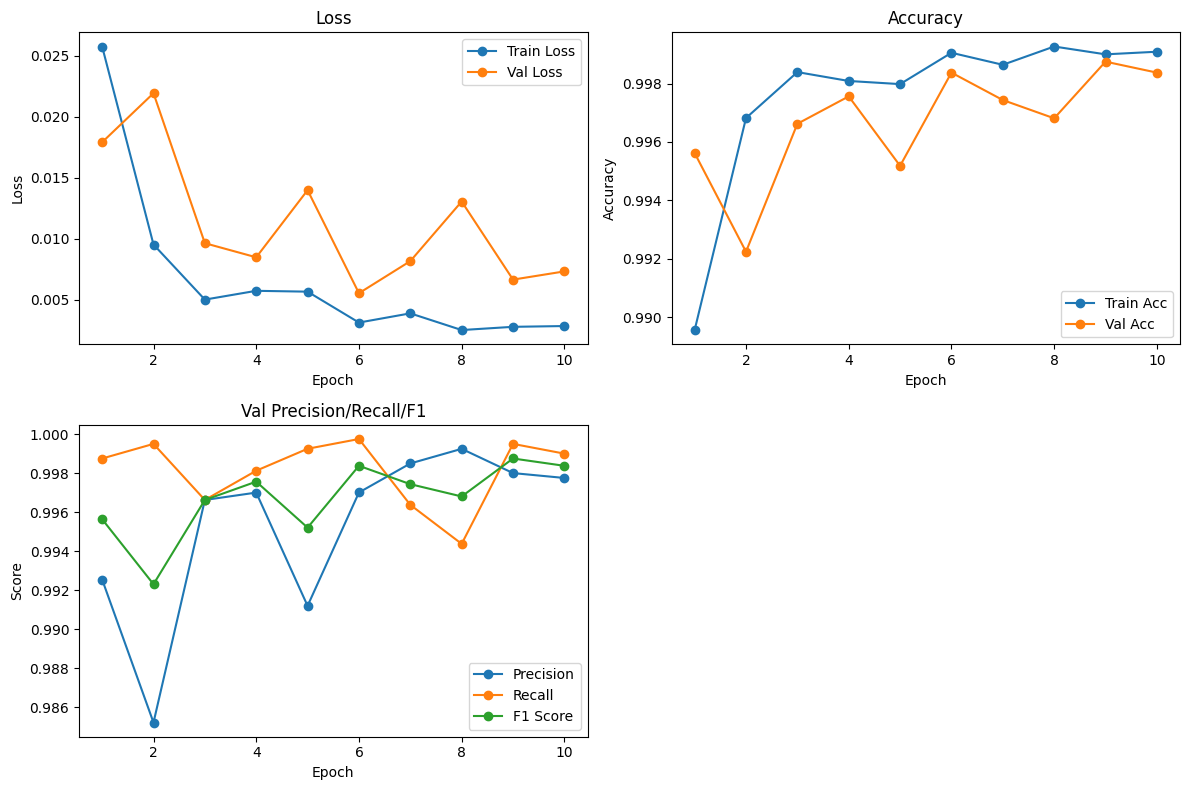 Loss
Loss
0.025
0.020
0.015
0.010
0.005
2 4 6 8 10
Epoch
Train Loss
Val Loss
Accuracy
Accuracy
0.998
0.996
0.994
0.992
0.990
2 4 6 8 10
Epoch
Train Acc
Val Acc
Val Precision/Recall/F1
Score
1.000
0.998
0.996
0.994
0.992
0.990
0.988
0.986
2 4 6 8 10
Epoch
Precision
Recall
F1 Score